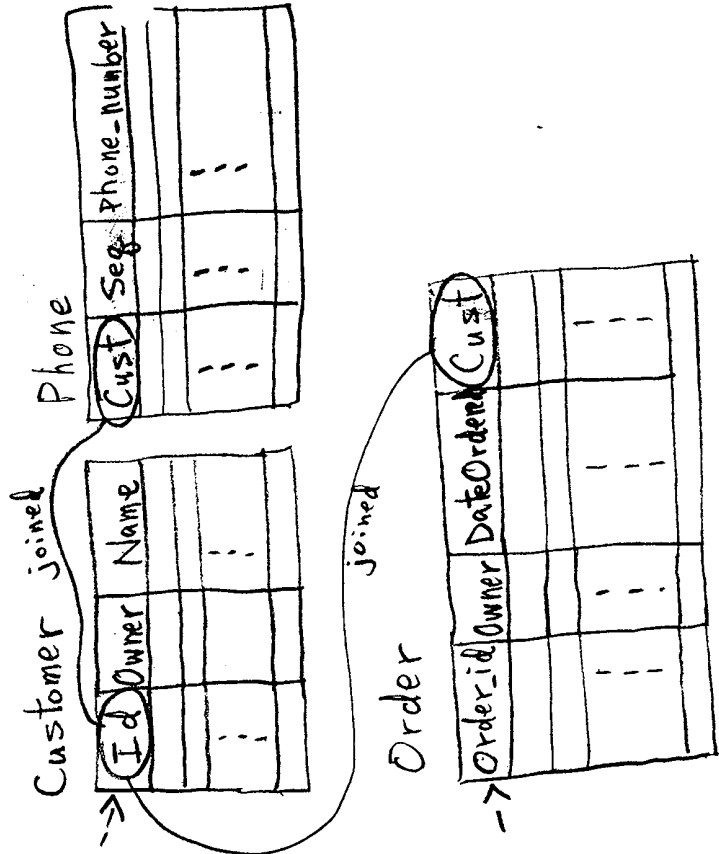 Customer joined Phone
Id Owner Name
Cust Seq Phone_number
joined
Order
Order_id Owner DateOrdered Cust